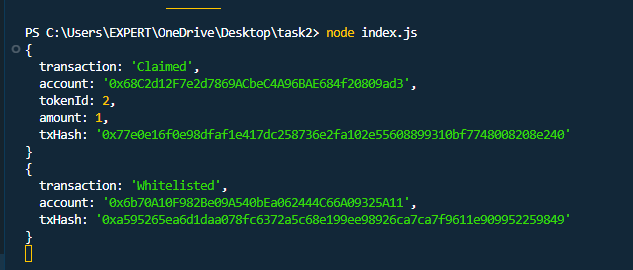 PS C:\Users\EXPERT\OneDrive\Desktop\task2> node index.js
{
  transaction: 'Claimed',
  account: '0x68C2d12F7e2d7869ACbeC4A96BAE684f20809ad3',
  tokenId: 2,
  amount: 1,
  txHash: '0x77e0e16f0e98dfaf1e417dc258736e2fa102e55608899310bf7748008208e240'
}
{
  transaction: 'Whitelisted',
  account: '0x6b70A10F982Be09A540bEa062444C66A09325A11',
  txHash: '0xa595265ea6d1daa078fc6372a5c68e199ee98926ca7ca7f9611e909952259849'
}